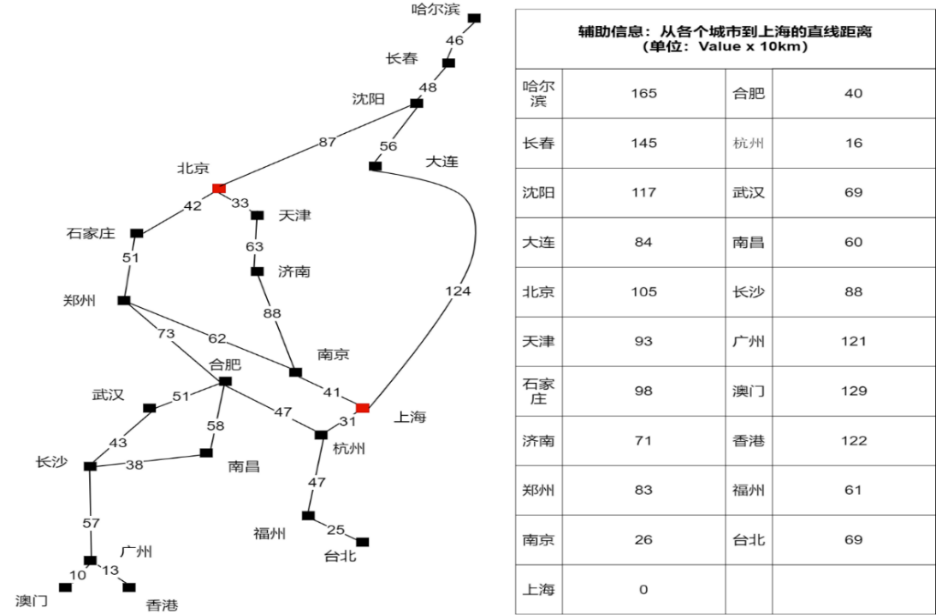 哈尔滨
46
长春
48
沈阳
87
56
北京
大连
42
33
天津
石家庄
51
63
济南
124
郑州
88
73
62
南京
合肥
41
武汉
51
47
31
上海
58
43
杭州
长沙
38
南昌
47
57
福州
25
台北
广州
10
13
澳门
香港
辅助信息：从各个城市到上海的直线距离
（单位：Value x 10km）
哈尔滨 165 合肥 40
长春 145 杭州 16
沈阳 117 武汉 69
大连 84 南昌 60
北京 105 长沙 88
天津 93 广州 121
石家庄 98 澳门 129
济南 71 香港 122
郑州 83 福州 61
南京 26 台北 69
上海 0